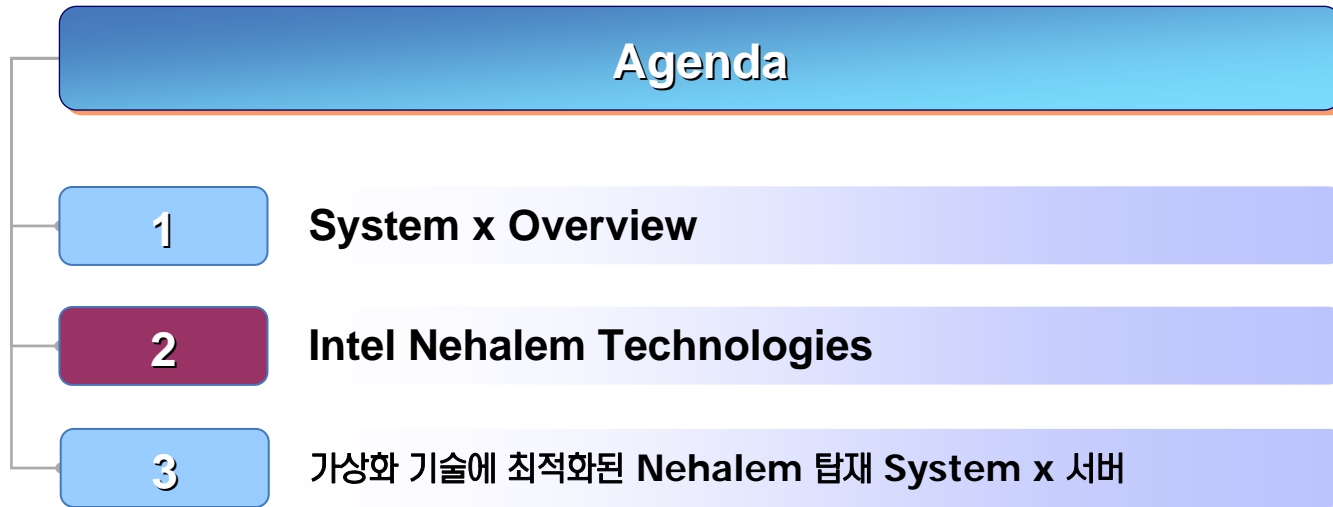 Agenda
1
System x Overview
2
Intel Nehalem Technologies
3
가상화 기술에 최적화된 Nehalem 탑재 System x 서버